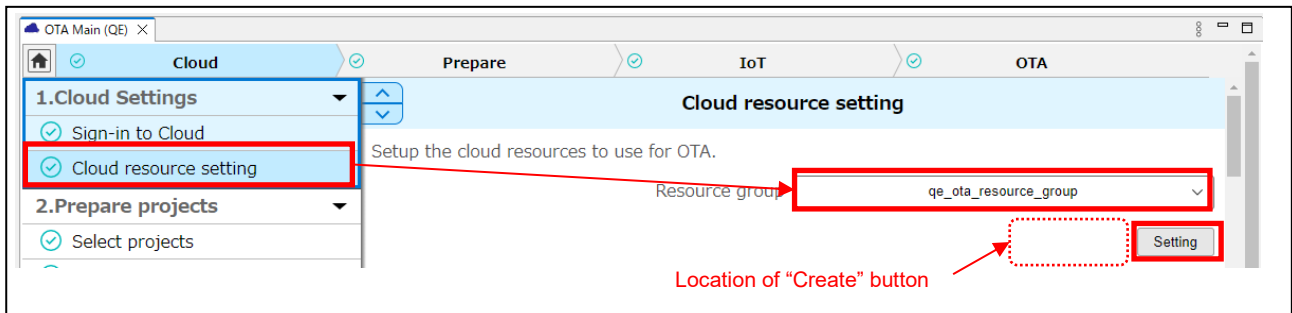 OTA Main (QE)
Cloud
Prepare
IoT
OTA
1.Cloud Settings
Sign-in to Cloud
Cloud resource setting
2.Prepare projects
Select projects
Cloud resource setting
Setup the cloud resources to use for OTA.
Resource group
qe_ota_resource_group
Setting
Location of “Create” button